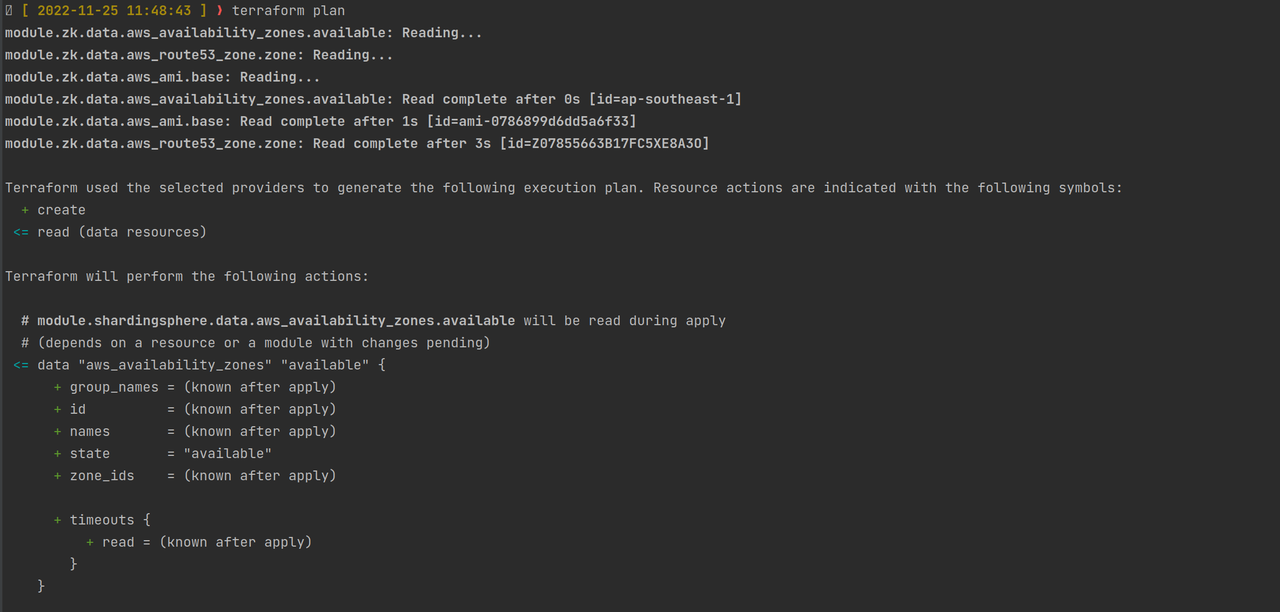 [ 2022-11-25 11:48:43 ] ❯ terraform plan
module.zk.data.aws_availability_zones.available: Reading...
module.zk.data.aws_route53_zone.zone: Reading...
module.zk.data.aws_ami.base: Reading...
module.zk.data.aws_availability_zones.available: Read complete after 0s [id=ap-southeast-1]
module.zk.data.aws_ami.base: Read complete after 1s [id=ami-0786899d6dd5a6f33]
module.zk.data.aws_route53_zone.zone: Read complete after 3s [id=Z07855663B17FC5XE8A3O]
Terraform used the selected providers to generate the following execution plan. Resource actions are indicated with the following symbols:
+ create
<= read (data resources)
Terraform will perform the following actions:
# module.shardingsphere.data.aws_availability_zones.available will be read during apply
# (depends on a resource or a module with changes pending)
<= data "aws_availability_zones" "available" {
+ group_names = (known after apply)
+ id = (known after apply)
+ names = (known after apply)
+ state = "available"
+ zone_ids = (known after apply)
+ timeouts {
+ read = (known after apply)
}
}